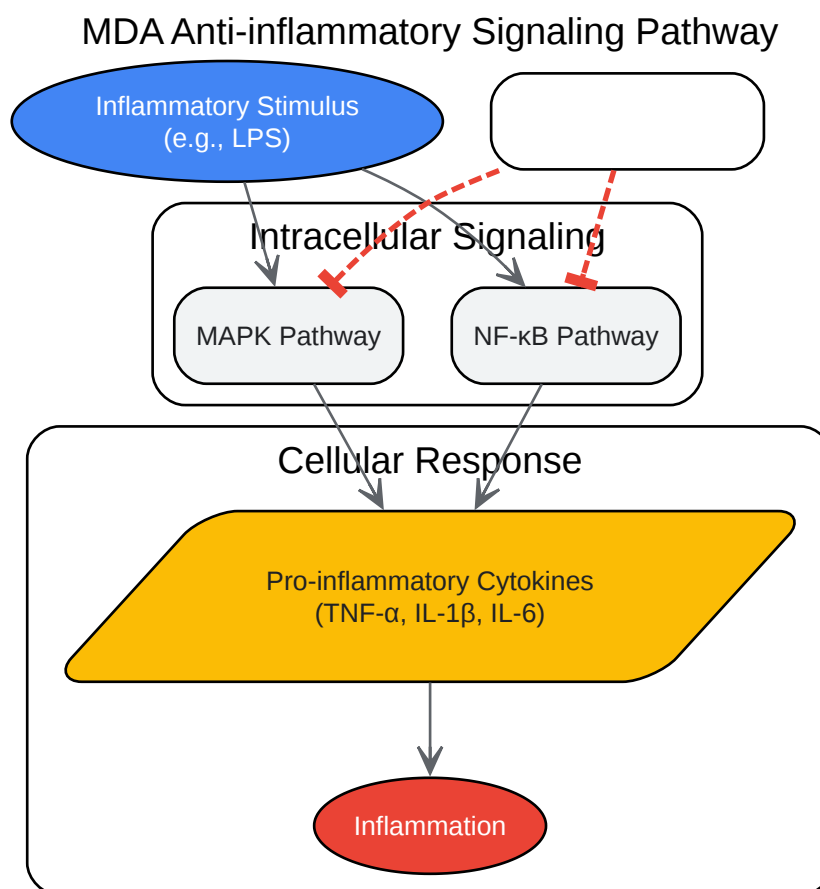 MDA Anti-inflammatory Signaling Pathway
Inflammatory Stimulus
(e.g., LPS)
Intracellular Signaling
MAPK Pathway
NF-κB Pathway
Cellular Response
Pro-inflammatory Cytokines
(TNF-α, IL-1β, IL-6)
Inflammation